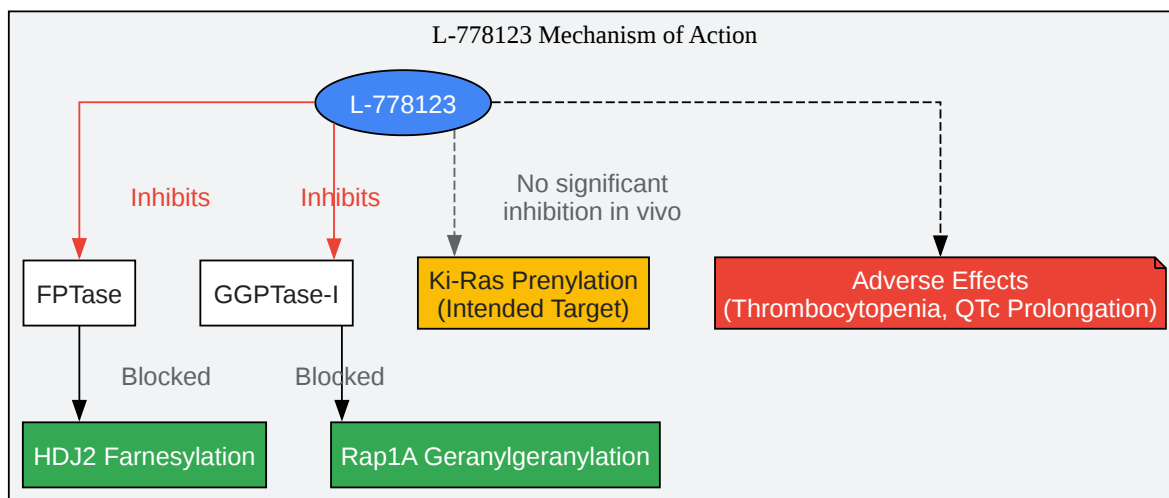 L-778123 Mechanism of Action
L-778123
Inhibits
Inhibits
No significant
inhibition in vivo
FPTase
GGPTase-I
Ki-Ras Prenylation
(Intended Target)
Adverse Effects
(Thrombocytopenia, QTc Prolongation)
Blocked
Blocked
HDJ2 Farnesylation
Rap1A Geranylgeranylation